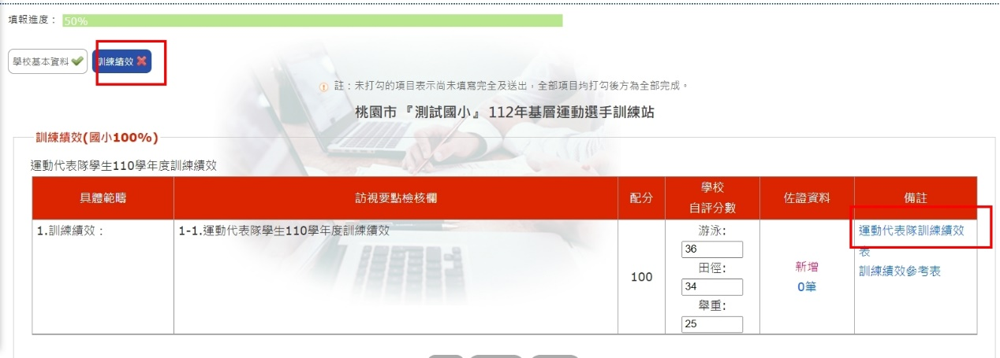 填報進度： 50%
學校基本資料 訓練績效
註：未打勾的項目表示尚未填寫完全及送出，全部項目均打勾後方為全部完成。
桃園市 『測試國小』 112年基層運動選手訓練站
訓練績效(國小100%)
運動代表隊學生110學年度訓練績效
具體範疇 訪視要點檢核欄 配分 學校 自評分數 佐證資料 備註
1.訓練績效： 1-1.運動代表隊學生110學年度訓練績效
100
游泳:
36
田徑:
34
舉重:
25
新增
0筆
運動代表隊訓練績效
表
訓練績效參考表